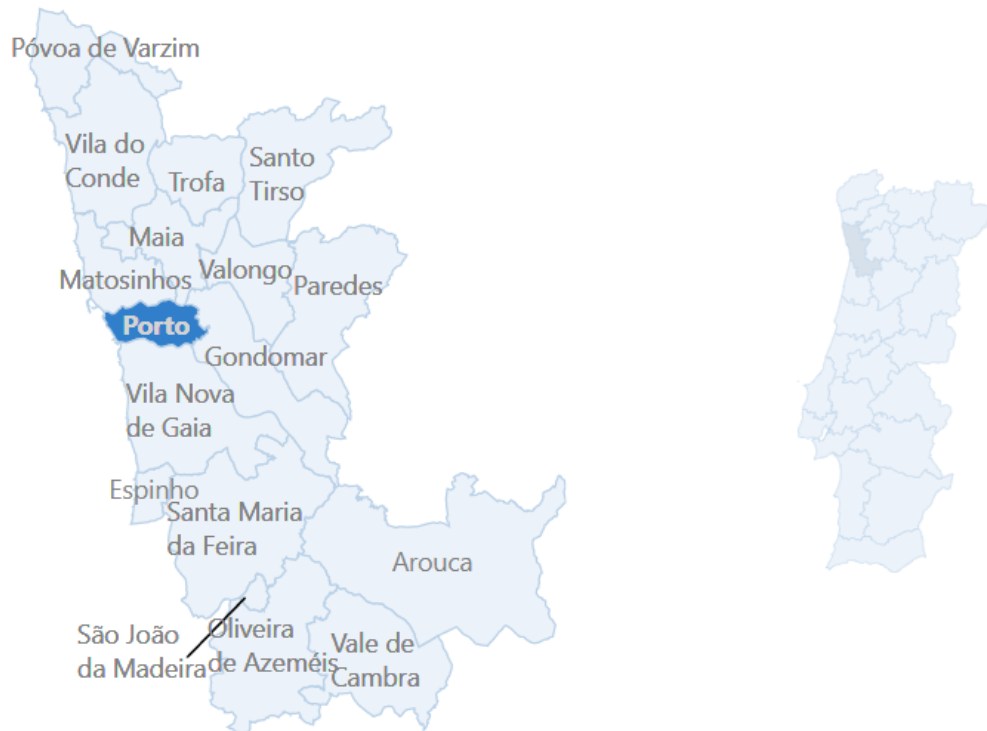 Póvoa de Varzim
Vila do
Conde
Trofa
Santo
Tirso
Maia
Matosinhos
Valongo
Paredes
Porto
Gondomar
Vila Nova
de Gaia
Espinho
Santa Maria
da Feira
Arouca
São João
da Madeira
Oliveira
de Azeméis
Vale de
Cambra